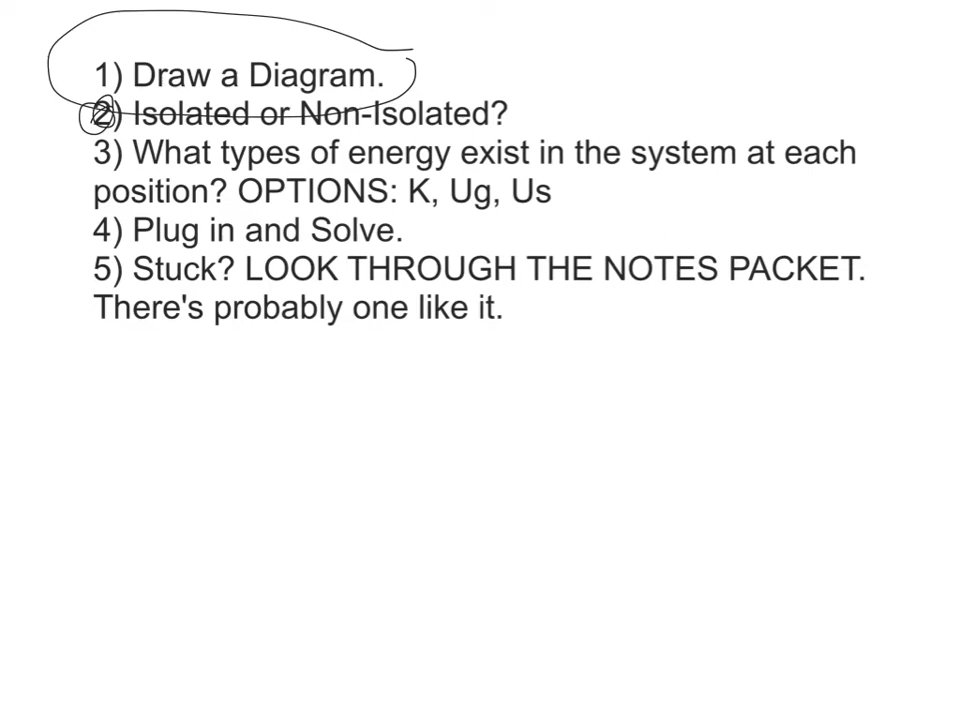 1) Draw a Diagram.
2) Isolated or Non-Isolated?
3) What types of energy exist in the system at each
position? OPTIONS: K, Ug, Us
4) Plug in and Solve.
5) Stuck? LOOK THROUGH THE NOTES PACKET.
There's probably one like it.